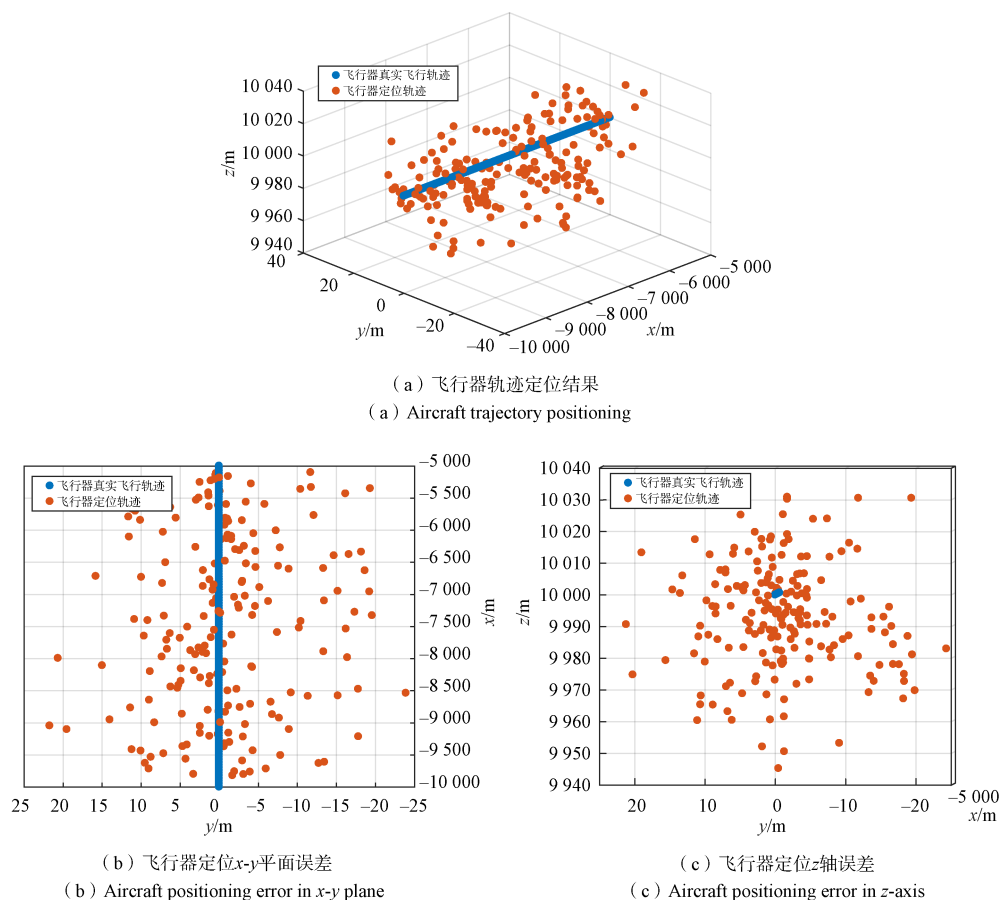 飞行器真实飞行轨迹
飞行器定位轨迹
10 040
10 020
10 000
9 980
9 960
9 940
z/m
40
20
0
–20
–40
y/m
–10 000
–9 000
–8 000
–7 000
–6 000
–5 000
x/m
（a）飞行器轨迹定位结果
（a）Aircraft trajectory positioning
飞行器真实飞行轨迹
飞行器定位轨迹
–5 000
–5 500
–6 000
–6 500
–7 000
–7 500
–8 000
–8 500
–9 000
–9 500
–10 000
x/m
25 20 15 10 5 0 –5 –10 –15 –20 –25
y/m
（b）飞行器定位x-y平面误差
（b）Aircraft positioning error in x-y plane
飞行器真实飞行轨迹
飞行器定位轨迹
10 040
10 030
10 020
10 010
10 000
9 990
9 980
9 970
9 960
9 950
9 940
z/m
20 10 0 –10 –20
y/m
–5 000
x/m
（c）飞行器定位z轴误差
（c）Aircraft positioning error in z-axis